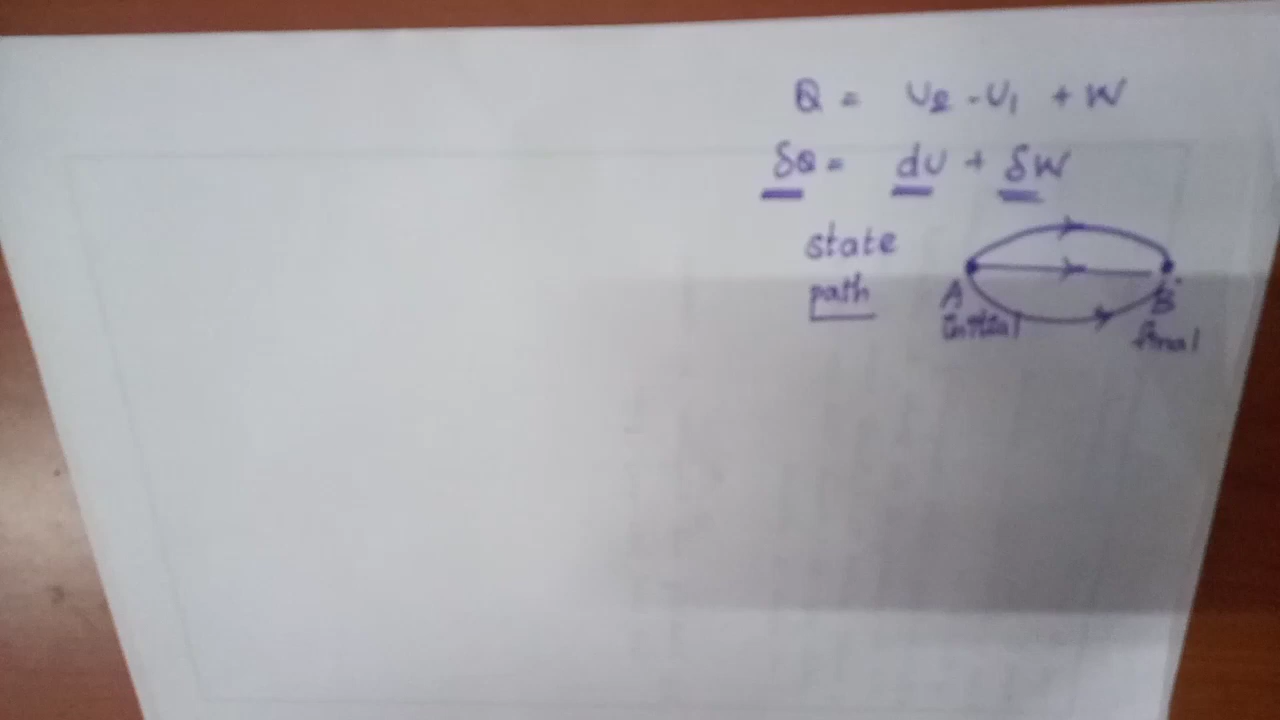 Q = U2 - U1 + W
δQ = dU + δW
state
path
A
initial
B
final